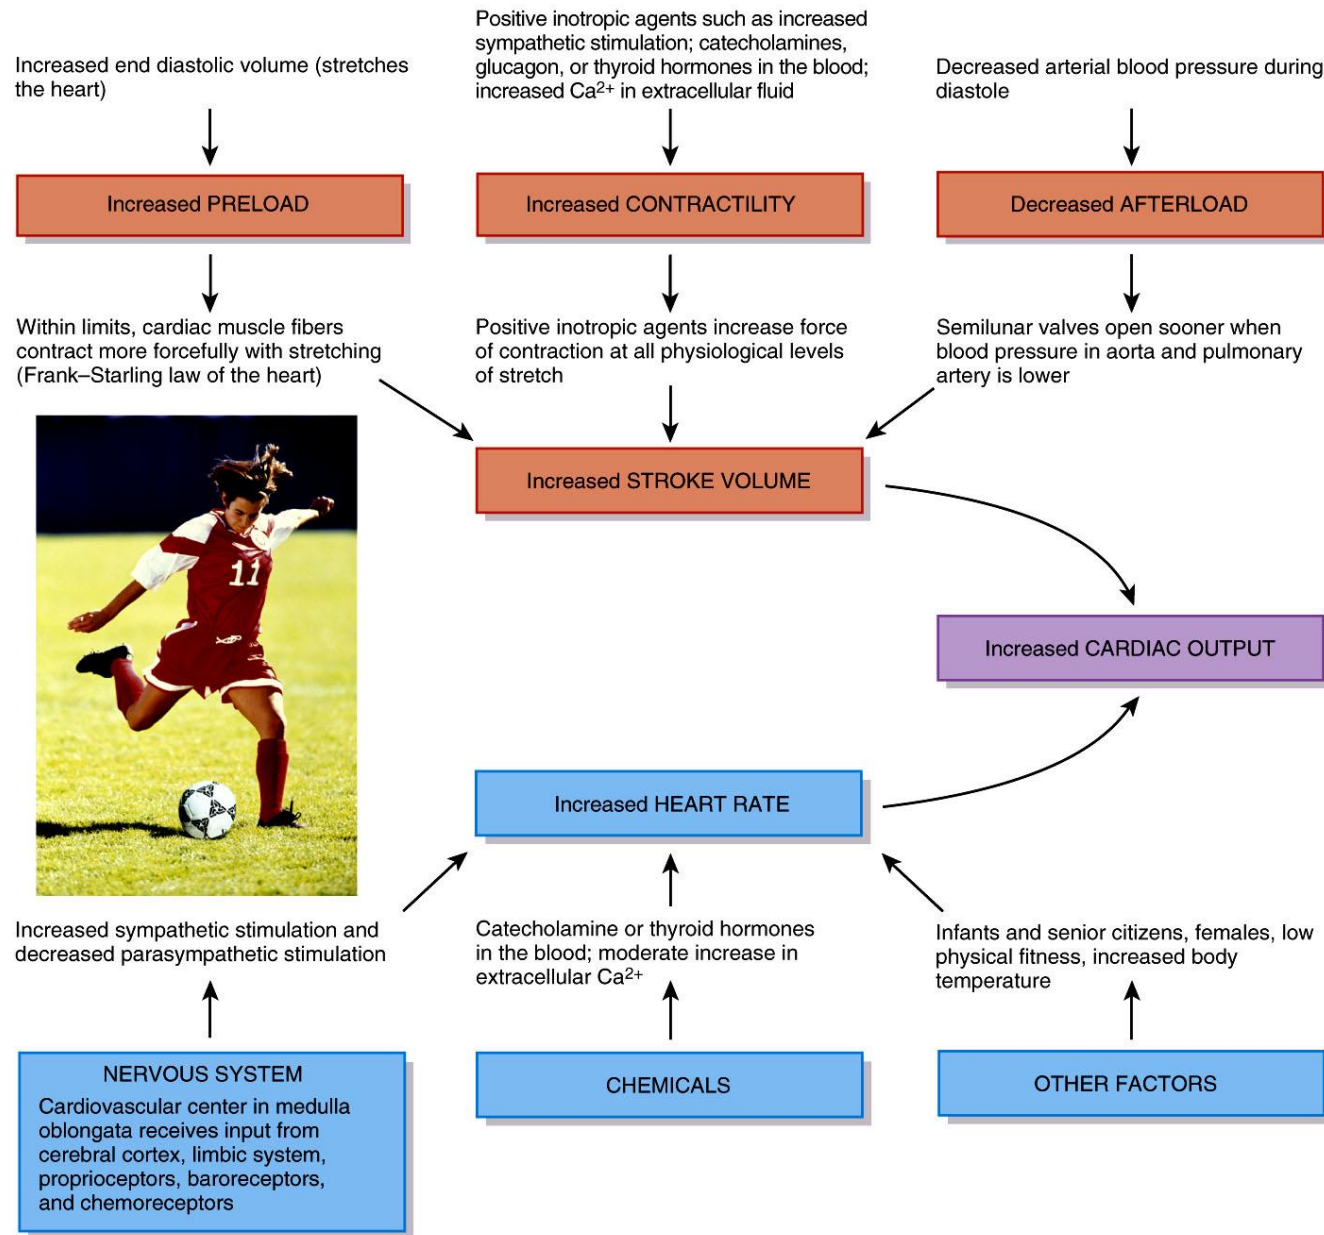 Increased end diastolic volume (stretches
the heart)
Positive inotropic agents such as increased
sympathetic stimulation; catecholamines,
glucagon, or thyroid hormones in the blood;
increased Ca²⁺ in extracellular fluid
Decreased arterial blood pressure during
diastole
Increased PRELOAD
Increased CONTRACTILITY
Decreased AFTERLOAD
Within limits, cardiac muscle fibers
contract more forcefully with stretching
(Frank–Starling law of the heart)
Positive inotropic agents increase force
of contraction at all physiological levels
of stretch
Semilunar valves open sooner when
blood pressure in aorta and pulmonary
artery is lower
Increased STROKE VOLUME
11
Increased CARDIAC OUTPUT
Increased HEART RATE
Increased sympathetic stimulation and
decreased parasympathetic stimulation
Catecholamine or thyroid hormones
in the blood; moderate increase in
extracellular Ca²⁺
Infants and senior citizens, females, low
physical fitness, increased body
temperature
NERVOUS SYSTEM
Cardiovascular center in medulla
oblongata receives input from
cerebral cortex, limbic system,
proprioceptors, baroreceptors,
and chemoreceptors
CHEMICALS
OTHER FACTORS